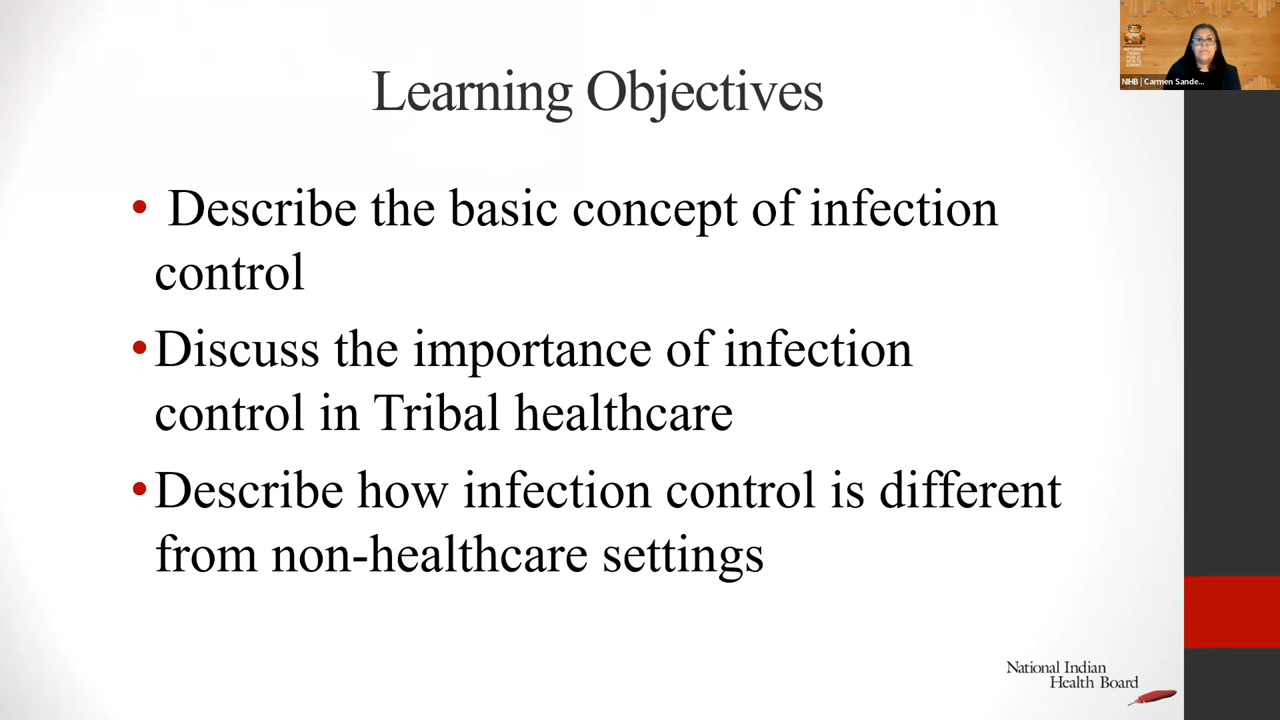 Learning Objectives
• Describe the basic concept of infection
control
•Discuss the importance of infection
control in Tribal healthcare
•Describe how infection control is different
from non-healthcare settings
National Indian
Health Board
NIHB | Carmen Sande...